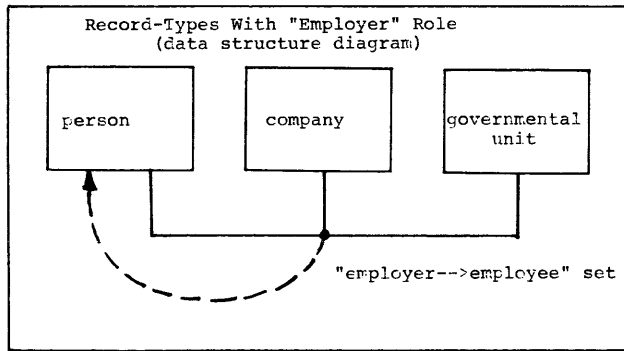 Record-Types With "Employer" Role
(data structure diagram)
person
company
governmental
unit
"employer-->employee" set